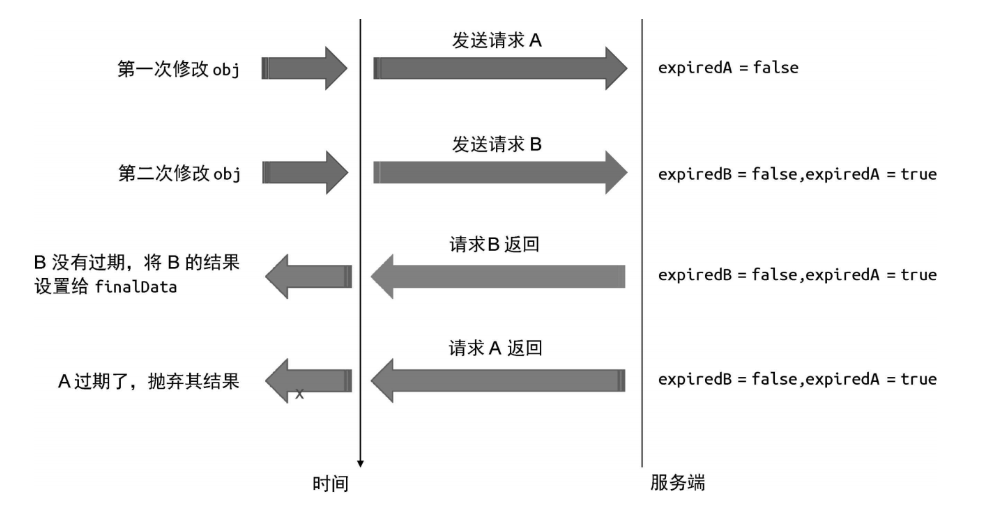 发送请求 A
第一次修改 obj
expiredA = false
发送请求 B
第二次修改 obj
expiredB = false,expiredA = true
请求B 返回
B 没有过期，将 B 的结果
设置给 finalData
expiredB = false,expiredA = true
请求 A 返回
A 过期了，抛弃其结果
x
expiredB = false,expiredA = true
时间
服务端